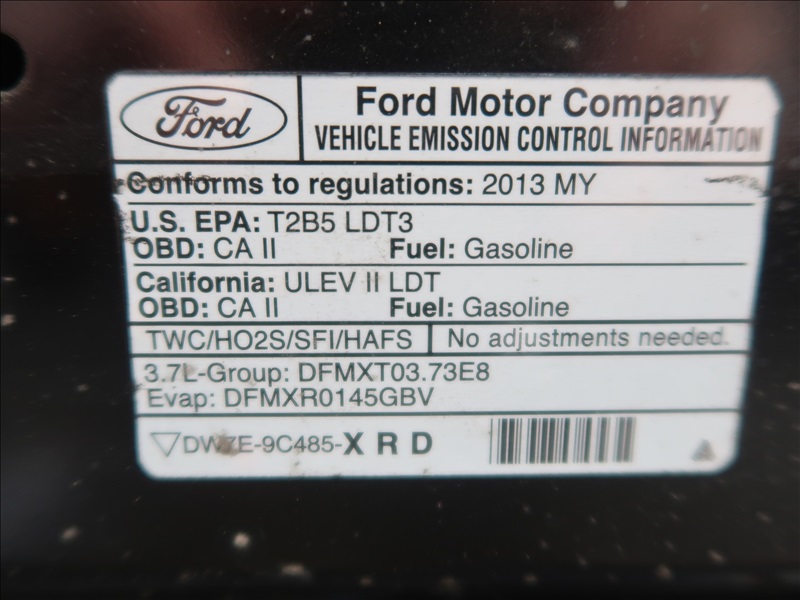 Ford
Ford Motor Company
VEHICLE EMISSION CONTROL INFORMATION
Conforms to regulations: 2013 MY
U.S. EPA: T2B5 LDT3
OBD: CA II Fuel: Gasoline
California: ULEV II LDT
OBD: CA II Fuel: Gasoline
TWC/HO2S/SFI/HAFS No adjustments needed.
3.7L-Group: DFMXT03.73E8
Evap: DFMXR0145GBV
DW7E-9C485-X R D